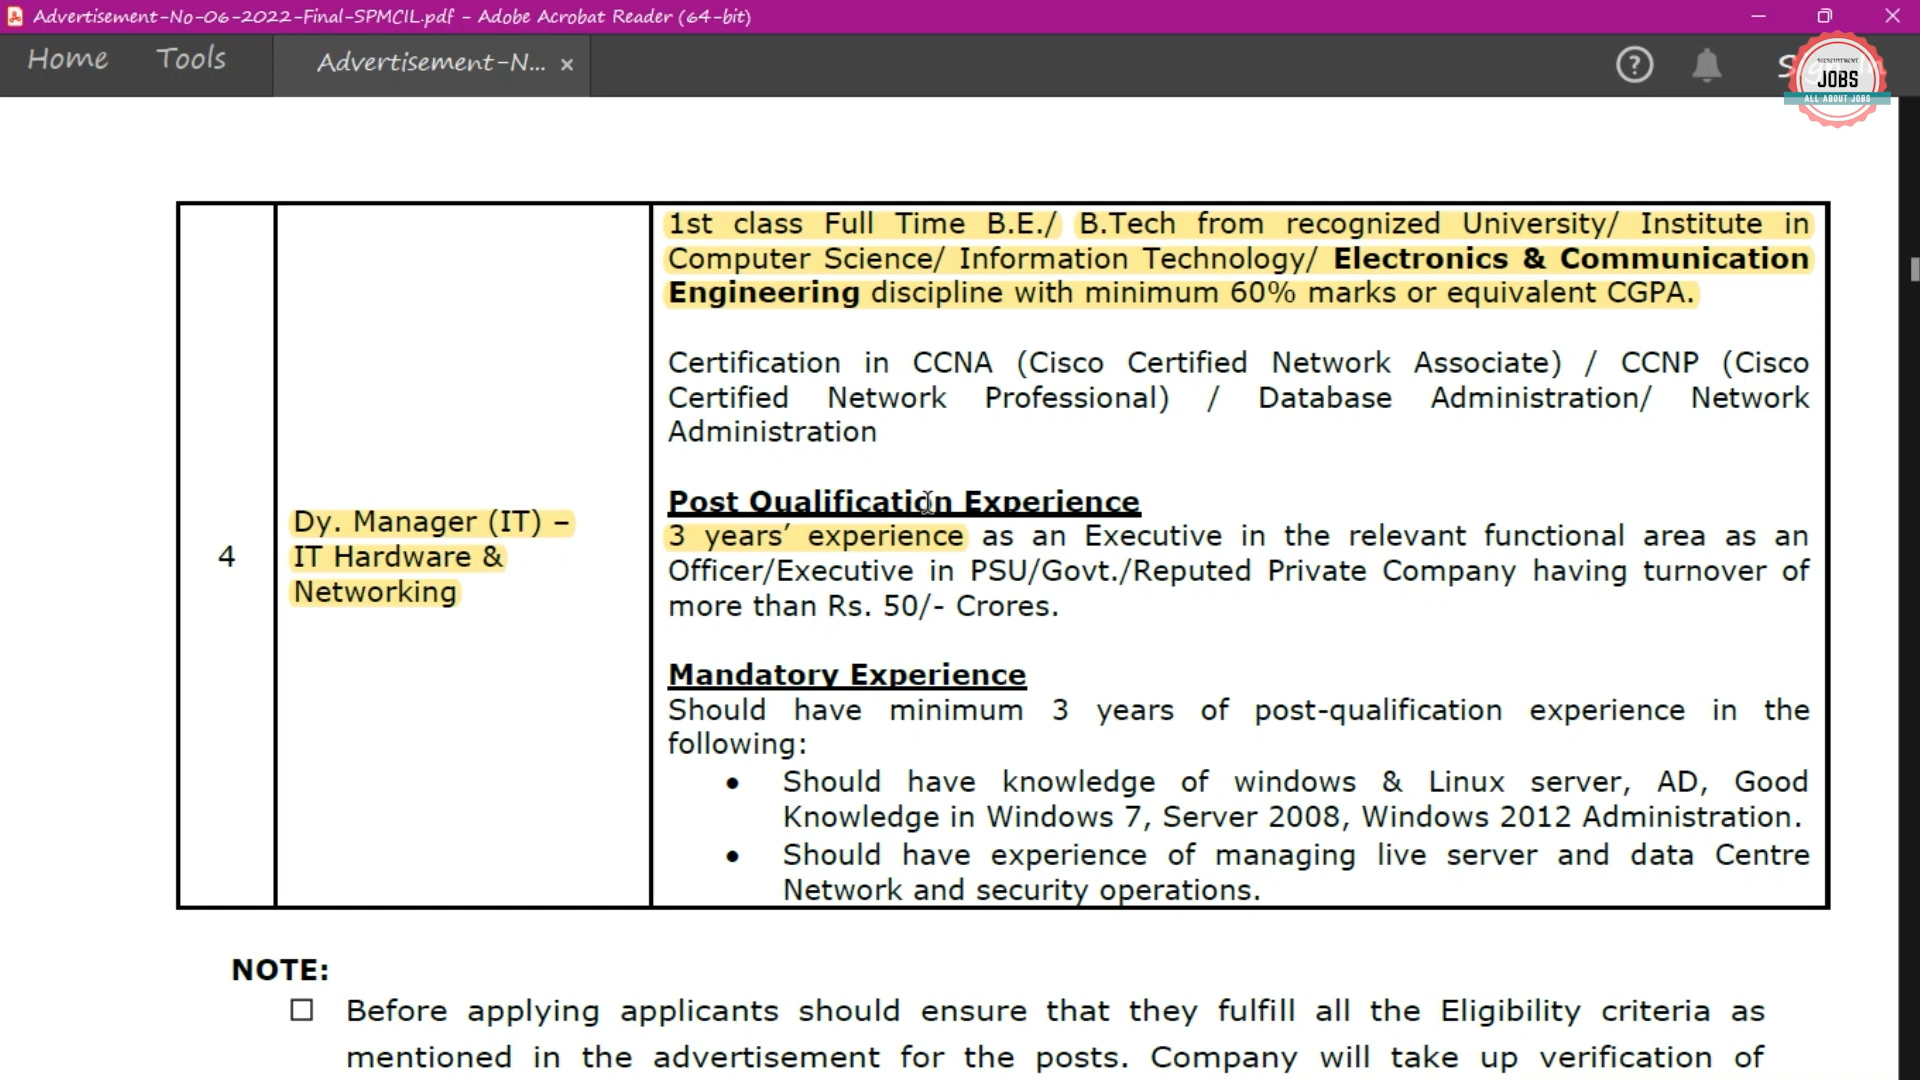 Advertisement-No-06-2022-Final-SPMCIL.pdf - Adobe Acrobat Reader (64-bit)
Home Tools Advertisement-N... ×
RECRUITMENT
JOBS
ALL ABOUT JOBS
1st class Full Time B.E./ B.Tech from recognized University/ Institute in
Computer Science/ Information Technology/ Electronics & Communication
Engineering discipline with minimum 60% marks or equivalent CGPA.
Certification in CCNA (Cisco Certified Network Associate) / CCNP (Cisco
Certified Network Professional) / Database Administration/ Network
Administration
4
Dy. Manager (IT) –
IT Hardware &
Networking
Post Qualification Experience
3 years’ experience as an Executive in the relevant functional area as an
Officer/Executive in PSU/Govt./Reputed Private Company having turnover of
more than Rs. 50/- Crores.
Mandatory Experience
Should have minimum 3 years of post-qualification experience in the
following:
• Should have knowledge of windows & Linux server, AD, Good
Knowledge in Windows 7, Server 2008, Windows 2012 Administration.
• Should have experience of managing live server and data Centre
Network and security operations.
NOTE:
☐ Before applying applicants should ensure that they fulfill all the Eligibility criteria as
mentioned in the advertisement for the posts. Company will take up verification of